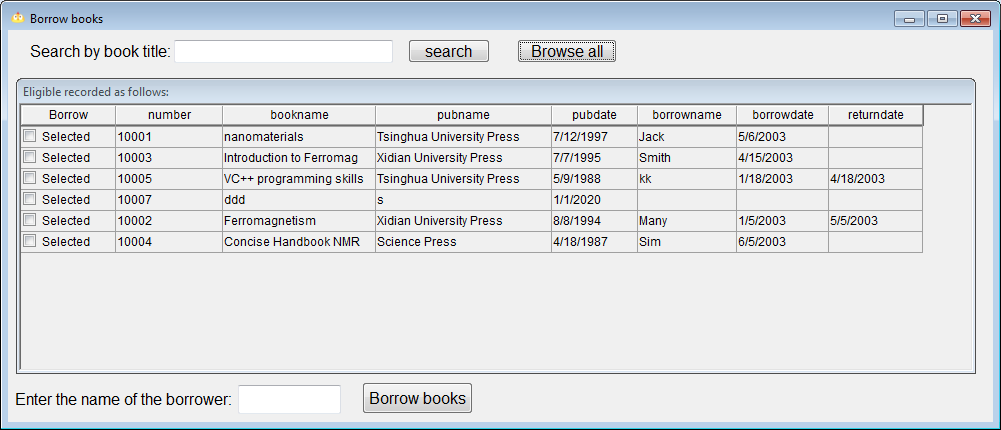 Borrow books
Search by book title: search Browse all
Eligible recorded as follows:
Borrow number bookname pubname pubdate borrowname borrowdate returndate
Selected 10001 nanomaterials Tsinghua University Press 7/12/1997 Jack 5/6/2003
Selected 10003 Introduction to Ferromag Xidian University Press 7/7/1995 Smith 4/15/2003
Selected 10005 VC++ programming skills Tsinghua University Press 5/9/1988 kk 1/18/2003 4/18/2003
Selected 10007 ddd s 1/1/2020
Selected 10002 Ferromagnetism Xidian University Press 8/8/1994 Many 1/5/2003 5/5/2003
Selected 10004 Concise Handbook NMR Science Press 4/18/1987 Sim 6/5/2003
Enter the name of the borrower: Borrow books